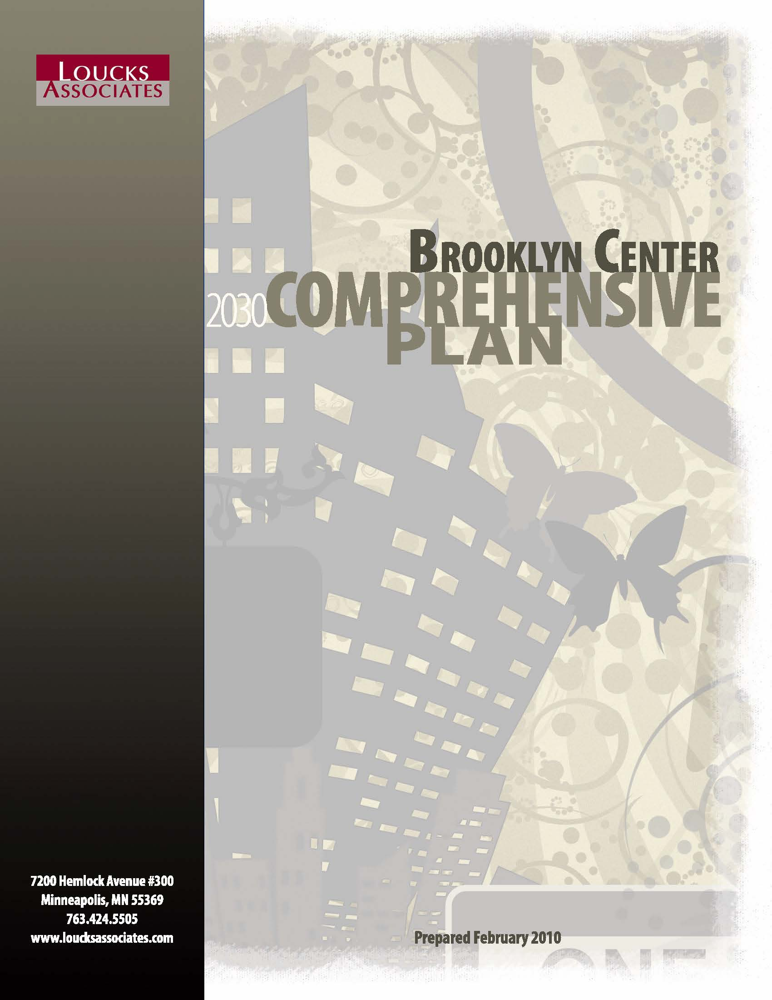 LOUCKS
ASSOCIATES
BROOKLYN CENTER
2030 COMPREHENSIVE
PLAN
7200 Hemlock Avenue #300
Minneapolis, MN 55369
763.424.5505
www.loucksassociates.com
Prepared February 2010
ONE